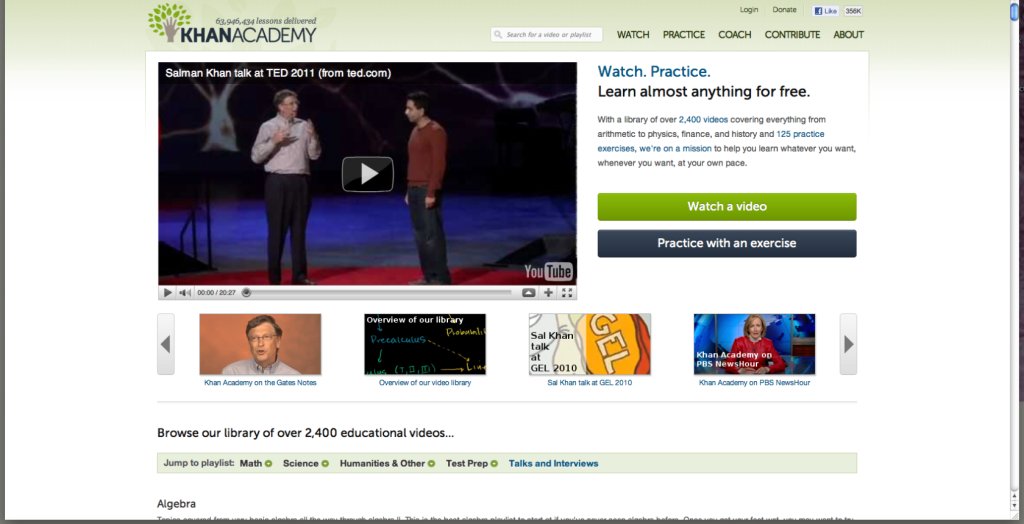 63,946,434 lessons delivered
KHANACADEMY
Login
Donate
Like
356K
Search for a video or playlist
WATCH
PRACTICE
COACH
CONTRIBUTE
ABOUT
Salman Khan talk at TED 2011 (from ted.com)
YouTube
00:00 / 20:27
Watch. Practice.
Learn almost anything for free.
With a library of over 2,400 videos covering everything from
arithmetic to physics, finance, and history and 125 practice
exercises, we're on a mission to help you learn whatever you want,
whenever you want, at your own pace.
Watch a video
Practice with an exercise
Overview of our library
Probabili
Precalculus
(I, II, III)
Lin
Sal Khan
talk
at
GEL 2010
GEL
Khan Academy on
PBS NewsHour
Khan Academy on the Gates Notes
Overview of our video library
Sal Khan talk at GEL 2010
Khan Academy on PBS NewsHour
Browse our library of over 2,400 educational videos...
Jump to playlist: Math Science Humanities & Other Test Prep Talks and Interviews
Algebra